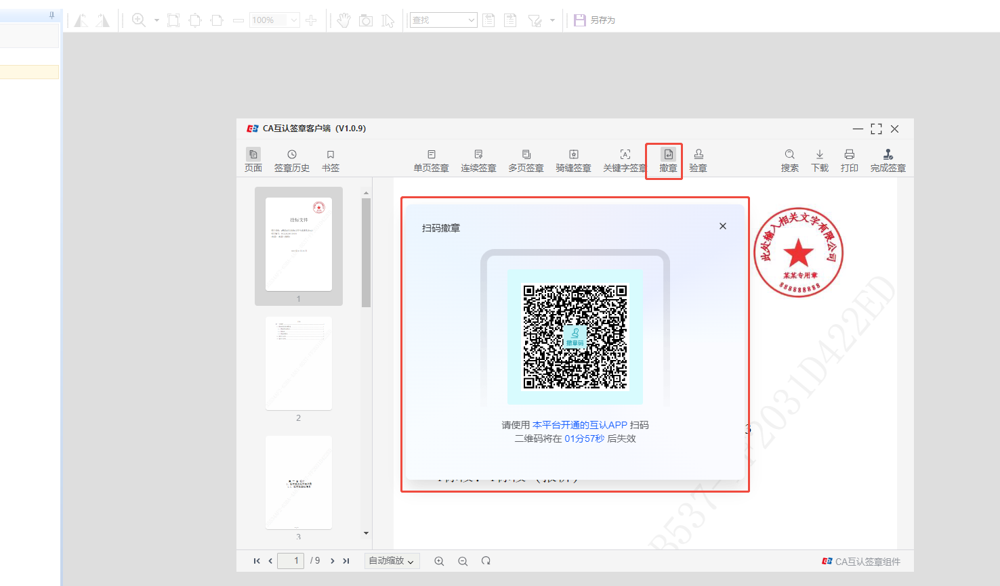 100%
查找
另存为
CA互认签章客户端（V1.0.9）
页面
签章历史
书签
单页签章
连续签章
多页签章
骑缝签章
关键字签章
撤章
验章
搜索
下载
打印
完成签章
投标文件
1
2
3
扫码撤章
撤章码
请使用 本平台开通的互认APP 扫码
二维码将在 01分57秒 后失效
此处输入相关文字有限公司
某某专用章
888888888
B537
F2031D422ED
1 / 9
自动缩放
CA互认签章组件